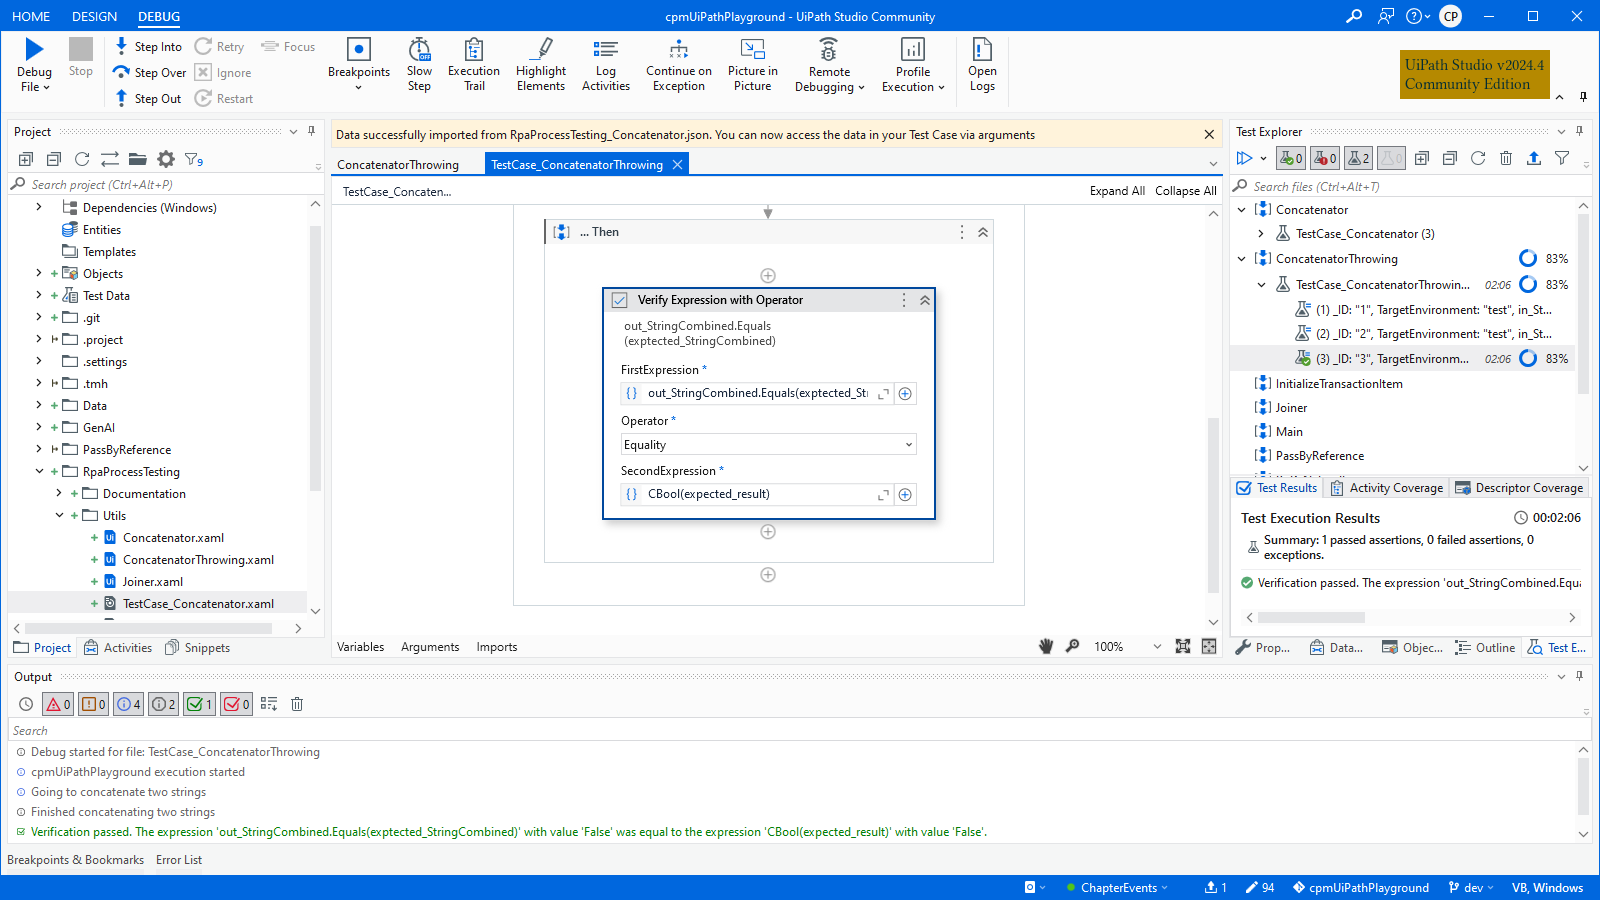 HOME DESIGN DEBUG
cpmUiPathPlayground - UiPath Studio Community
CP
Debug
File
Stop
Step Into
Step Over
Step Out
Retry
Ignore
Restart
Focus
Breakpoints
Slow
Step
Execution
Trail
Highlight
Elements
Log
Activities
Continue on
Exception
Picture in
Picture
Remote
Debugging
Profile
Execution
Open
Logs
UiPath Studio v2024.4
Community Edition
Project
9
Search project (Ctrl+Alt+P)
Dependencies (Windows)
Entities
Templates
Objects
Test Data
.git
.project
.settings
.tmh
Data
GenAI
PassByReference
RpaProcessTesting
Documentation
Utils
Concatenator.xaml
ConcatenatorThrowing.xaml
Joiner.xaml
TestCase_Concatenator.xaml
Project Activities Snippets
Data successfully imported from RpaProcessTesting_Concatenator.json. You can now access the data in your Test Case via arguments
ConcatenatorThrowing TestCase_ConcatenatorThrowing
TestCase_Concaten... Expand All Collapse All
... Then
Verify Expression with Operator
out_StringCombined.Equals
(exptected_StringCombined)
FirstExpression *
out_StringCombined.Equals(exptected_Str
Operator *
Equality
SecondExpression *
CBool(expected_result)
Variables Arguments Imports 100%
Test Explorer
0 0 2 0
Search files (Ctrl+Alt+T)
Concatenator
TestCase_Concatenator (3)
ConcatenatorThrowing 83%
TestCase_ConcatenatorThrowin... 02:06 83%
(1) _ID: "1", TargetEnvironment: "test", in_St...
(2) _ID: "2", TargetEnvironment: "test", in_St...
(3) _ID: "3", TargetEnvironm... 02:06 83%
InitializeTransactionItem
Joiner
Main
PassByReference
Test Results Activity Coverage Descriptor Coverage
Test Execution Results 00:02:06
Summary: 1 passed assertions, 0 failed assertions, 0
exceptions.
Verification passed. The expression 'out_StringCombined.Equa
Prop... Data... Objec... Outline Test E...
Output
0 0 4 2 1 0
Search
Debug started for file: TestCase_ConcatenatorThrowing
cpmUiPathPlayground execution started
Going to concatenate two strings
Finished concatenating two strings
Verification passed. The expression 'out_StringCombined.Equals(exptected_StringCombined)' with value 'False' was equal to the expression 'CBool(expected_result)' with value 'False'.
Breakpoints & Bookmarks Error List
ChapterEvents 1 94 cpmUiPathPlayground dev VB, Windows